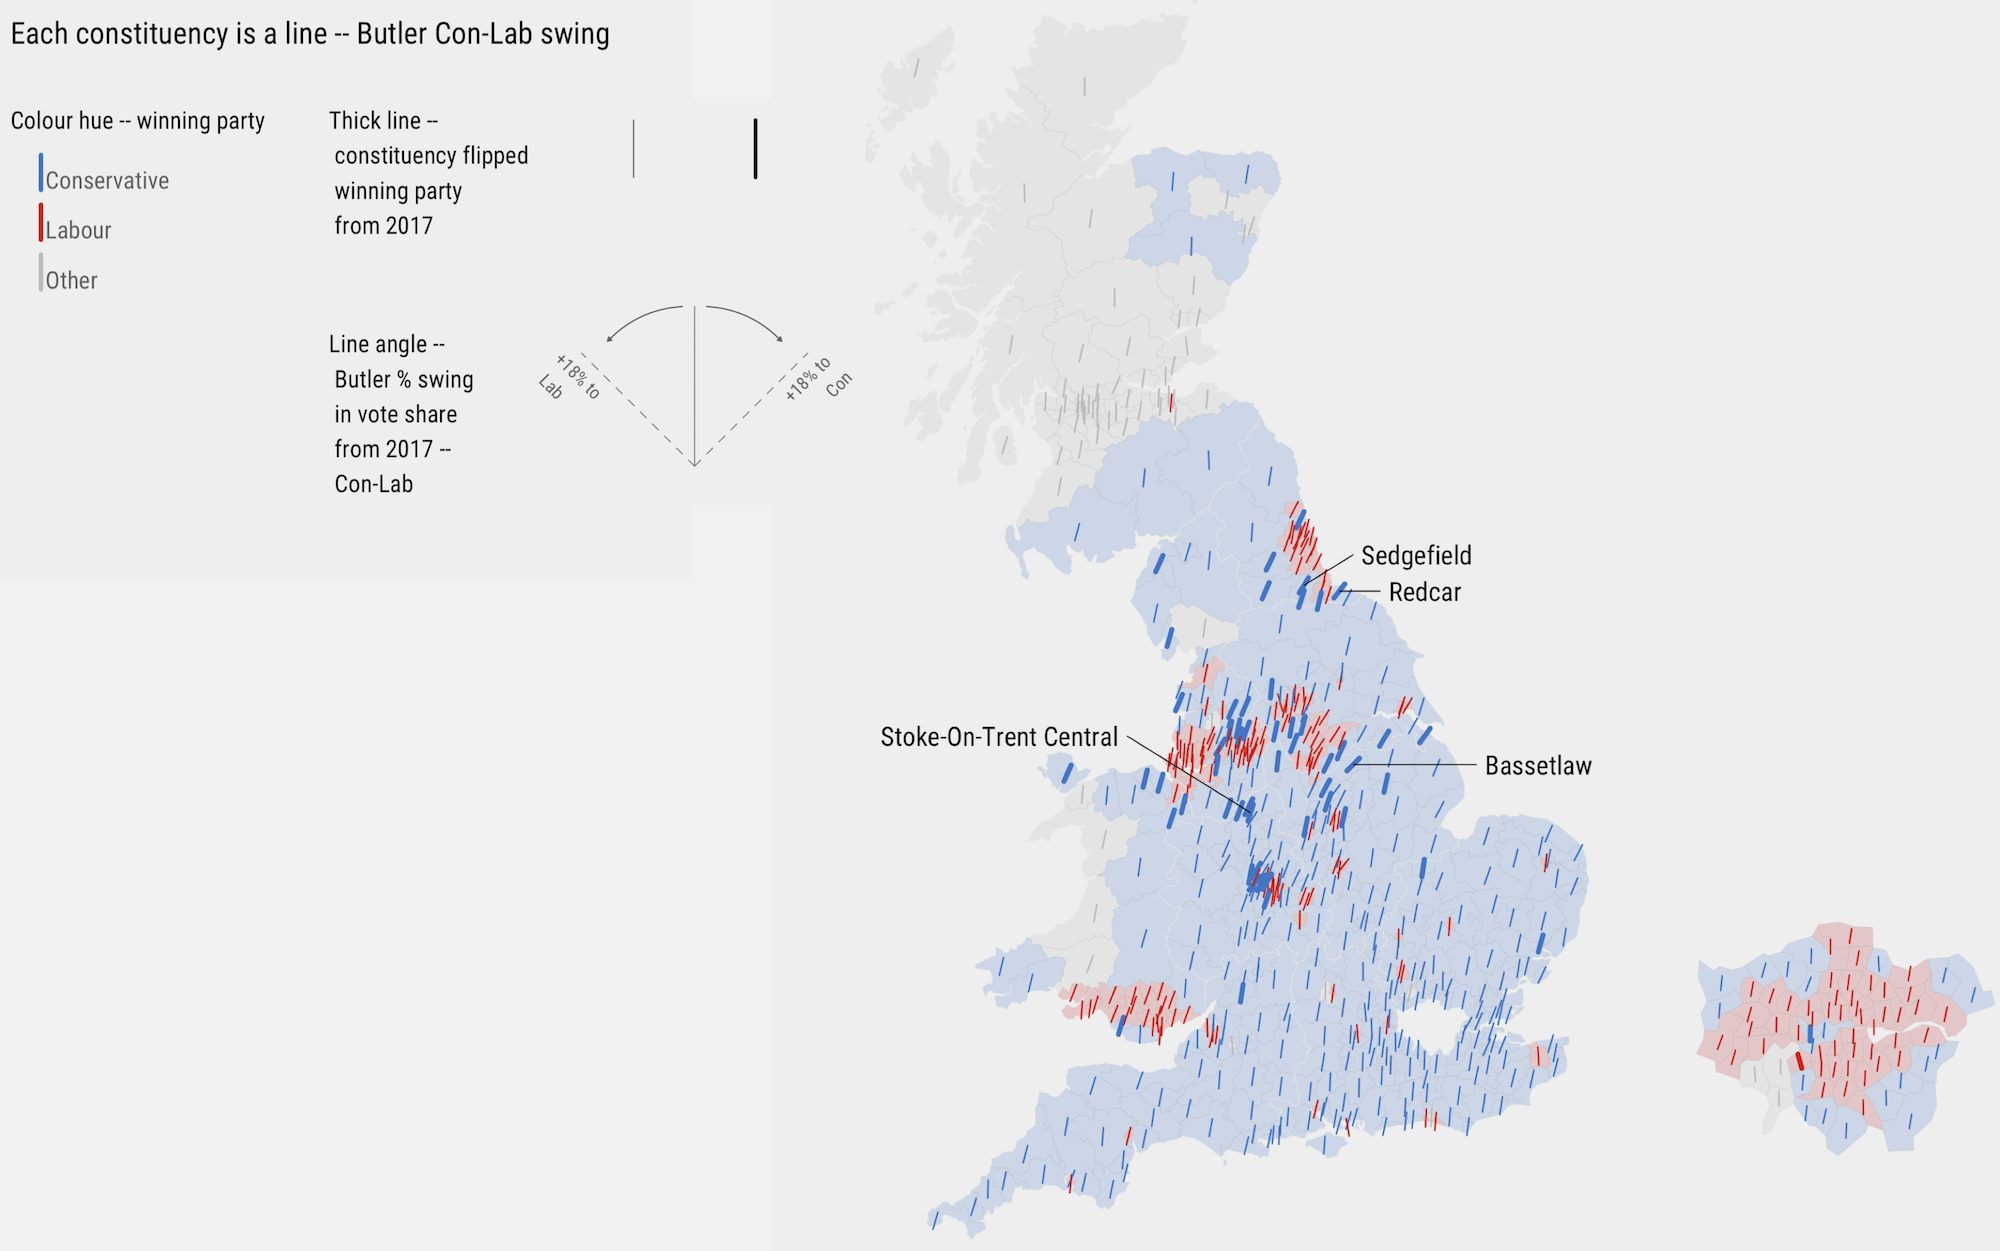 Each constituency is a line -- Butler Con-Lab swing
Colour hue -- winning party
Conservative
Labour
Other
Thick line --
constituency flipped
winning party
from 2017
Line angle --
Butler % swing
in vote share
from 2017 --
Con-Lab
+18% to
Lab
+18% to
Con
Sedgefield
Redcar
Stoke-On-Trent Central
Bassetlaw